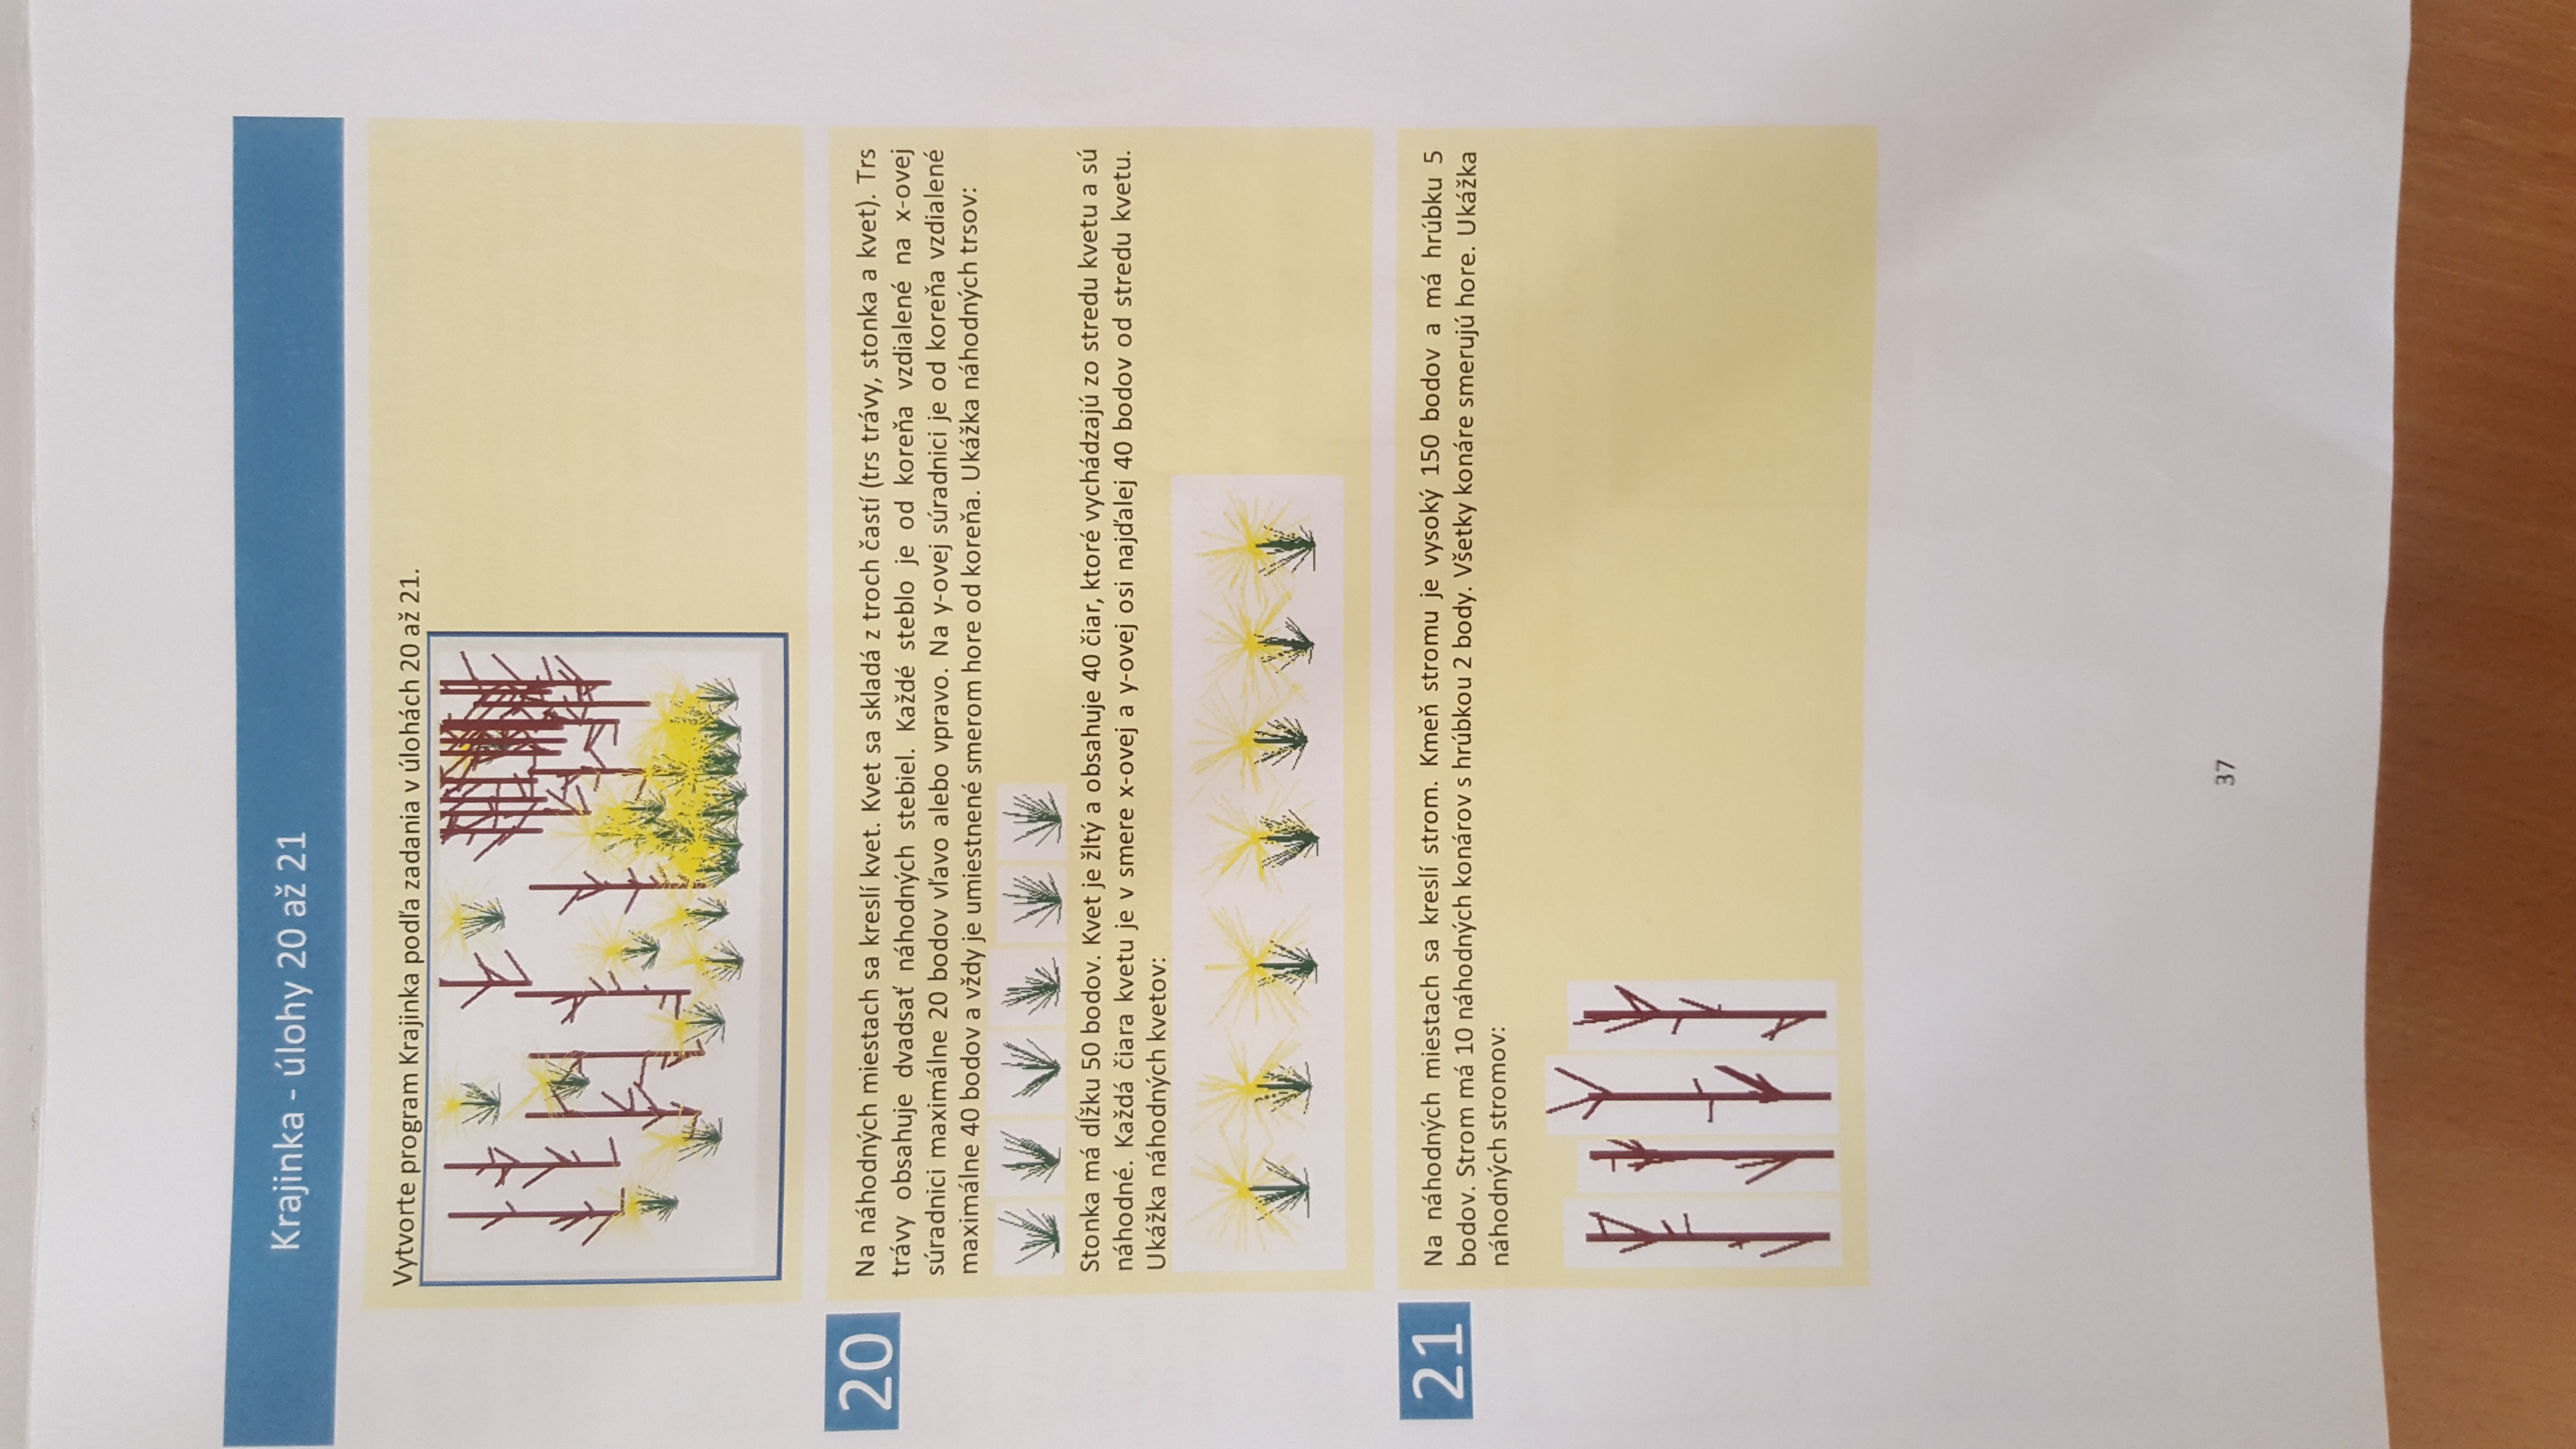 Krajinka - úlohy 20 až 21
Vytvorte program Krajinka podľa zadania v úlohách 20 až 21.
20
Na náhodných miestach sa kreslí kvet. Kvet sa skladá z troch častí (trs trávy, stonka a kvet). Trs
trávy obsahuje dvadsať náhodných stebiel. Každé steblo je od koreňa vzdialené na x-ovej
súradnici maximálne 20 bodov vľavo alebo vpravo. Na y-ovej súradnici je od koreňa vzdialené
maximálne 40 bodov a vždy je umiestnené smerom hore od koreňa. Ukážka náhodných trsov:
Stonka má dĺžku 50 bodov. Kvet je žltý a obsahuje 40 čiar, ktoré vychádzajú zo stredu kvetu a sú
náhodné. Každá čiara kvetu je v smere x-ovej a y-ovej osi najďalej 40 bodov od stredu kvetu.
Ukážka náhodných kvetov:
21
Na náhodných miestach sa kreslí strom. Kmeň stromu je vysoký 150 bodov a má hrúbku 5
bodov. Strom má 10 náhodných konárov s hrúbkou 2 body. Všetky konáre smerujú hore. Ukážka
náhodných stromov:
37